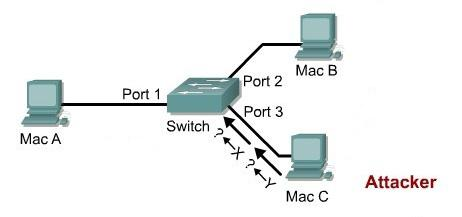 Mac B
Port 2
Port 1
Port 3
Switch
Mac A
?←X ?←Y
Mac C
Attacker